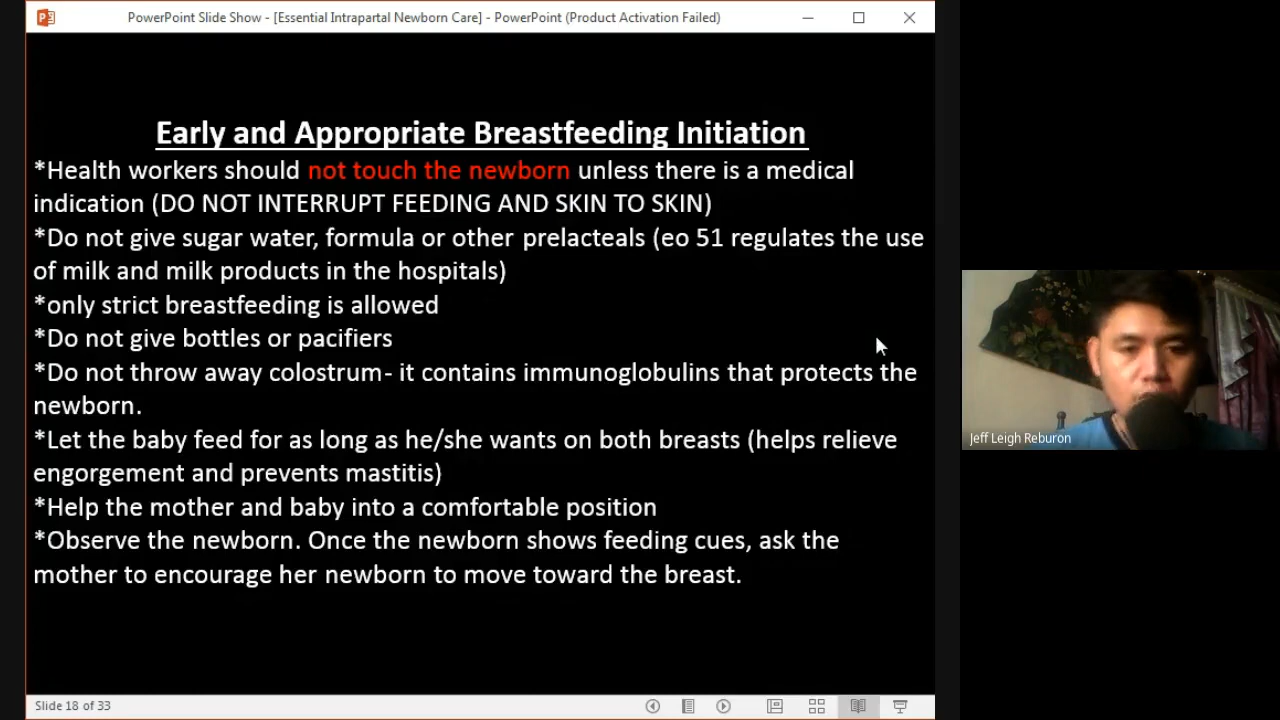 PowerPoint Slide Show - [Essential Intrapartal Newborn Care] - PowerPoint (Product Activation Failed)
Early and Appropriate Breastfeeding Initiation
*Health workers should not touch the newborn unless there is a medical
indication (DO NOT INTERRUPT FEEDING AND SKIN TO SKIN)
*Do not give sugar water, formula or other prelacteals (eo 51 regulates the use
of milk and milk products in the hospitals)
*only strict breastfeeding is allowed
*Do not give bottles or pacifiers
*Do not throw away colostrum- it contains immunoglobulins that protects the
newborn.
*Let the baby feed for as long as he/she wants on both breasts (helps relieve
engorgement and prevents mastitis)
*Help the mother and baby into a comfortable position
*Observe the newborn. Once the newborn shows feeding cues, ask the
mother to encourage her newborn to move toward the breast.
Jeff Leigh Reburon
Slide 18 of 33